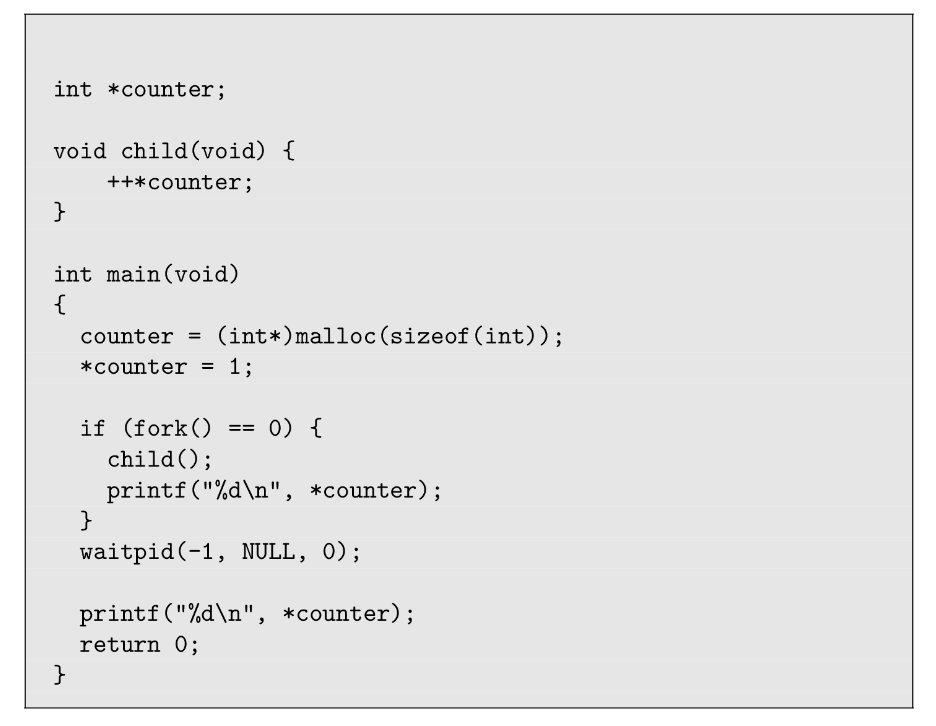 int *counter;
void child(void) {
    ++*counter;
}
int main(void)
{
  counter = (int*)malloc(sizeof(int));
  *counter = 1;
  if (fork() == 0) {
    child();
    printf("%d\n", *counter);
  }
  waitpid(-1, NULL, 0);
  printf("%d\n", *counter);
  return 0;
}